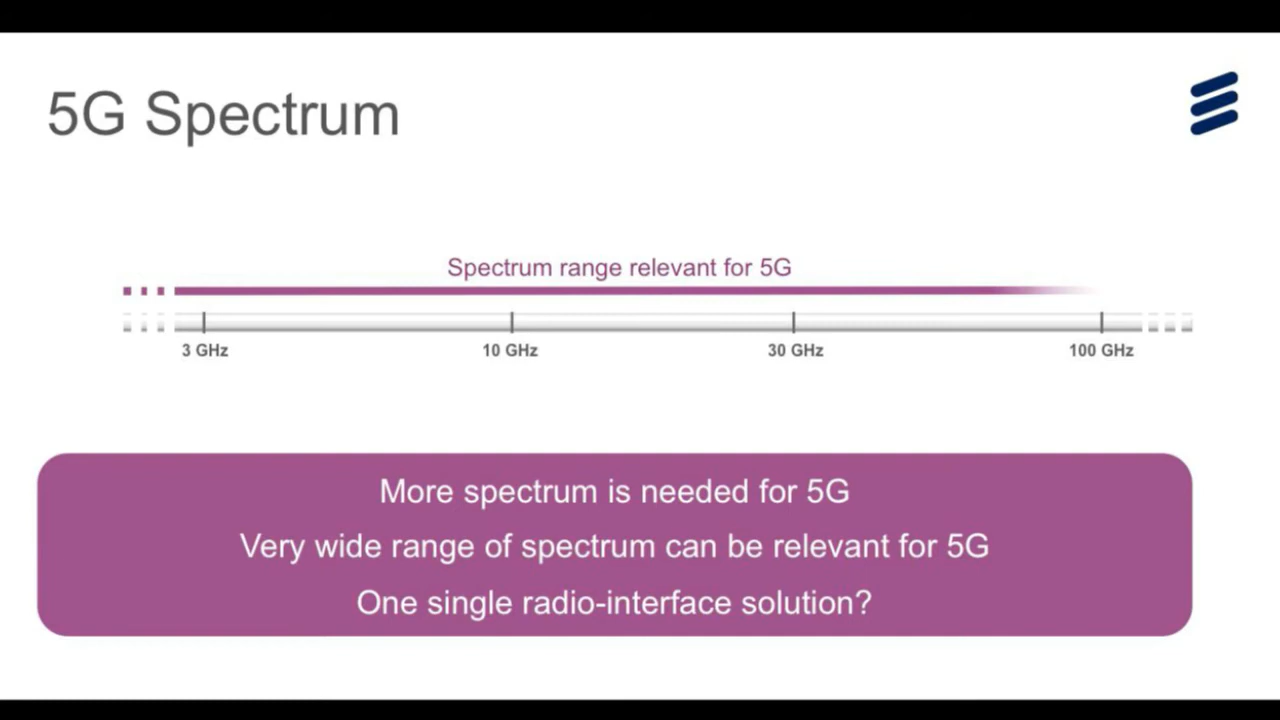 5G Spectrum
Spectrum range relevant for 5G
3 GHz
10 GHz
30 GHz
100 GHz
More spectrum is needed for 5G
Very wide range of spectrum can be relevant for 5G
One single radio-interface solution?